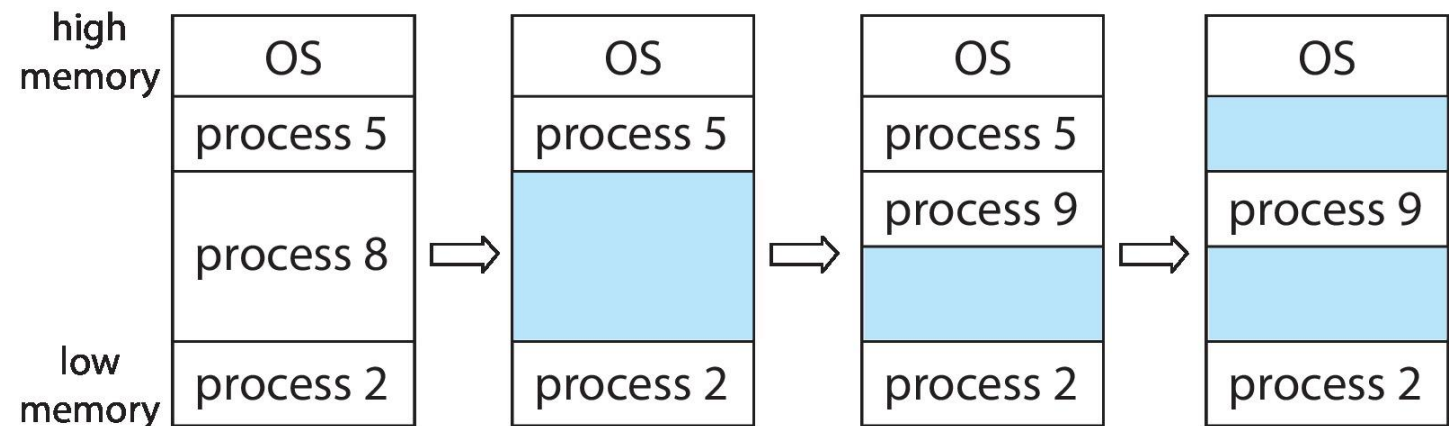 high
memory
OS
process 5
process 8
low
memory
process 2
OS
process 5
process 2
OS
process 5
process 9
process 2
OS
process 9
process 2